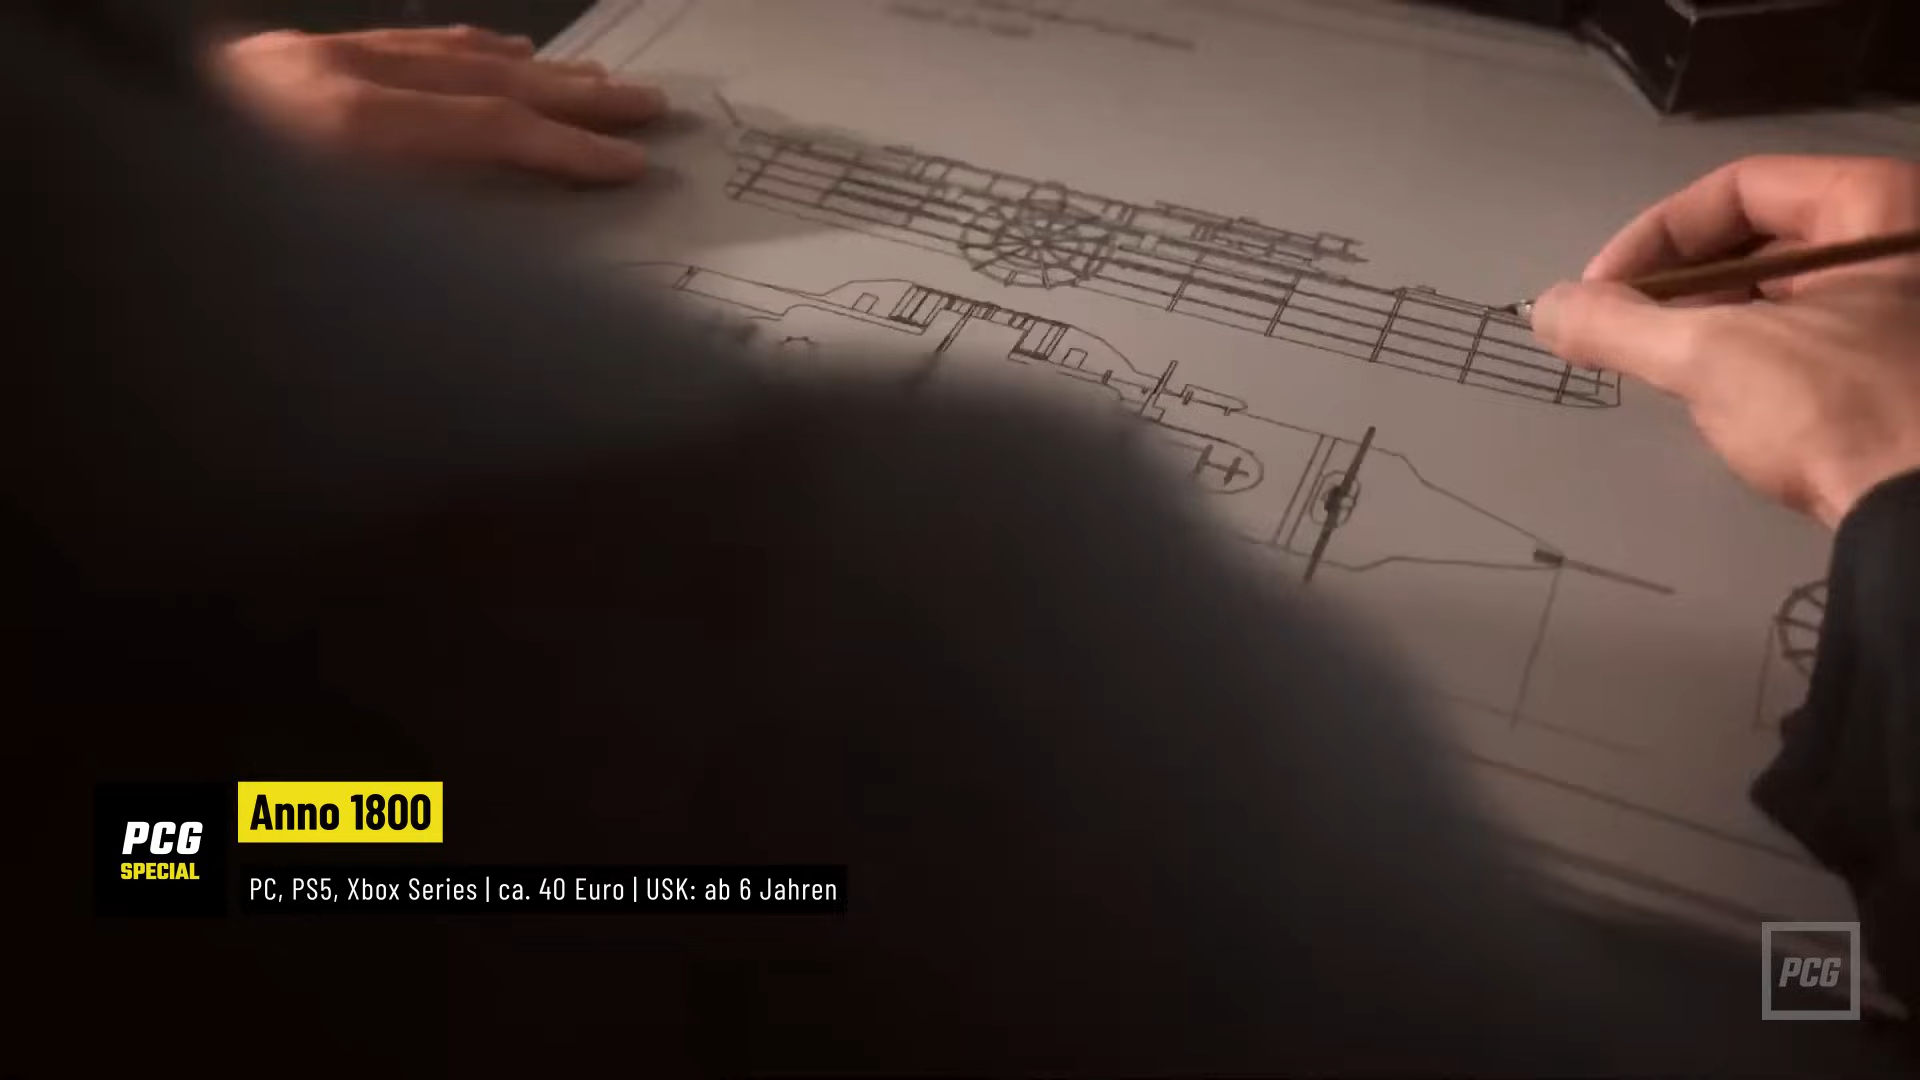 Anno 1800
PCG
SPECIAL
PC, PS5, Xbox Series | ca. 40 Euro | USK: ab 6 Jahren
PCG